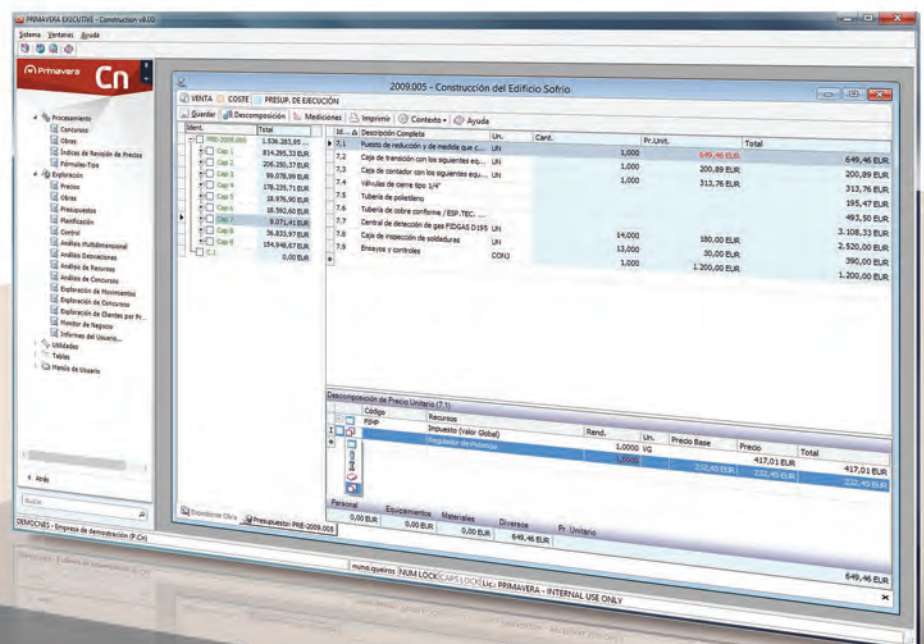 PRIMAVERA EXECUTIVE - Construction v8.00
Sistema Ventanas Ayuda
Primavera Cn
Procesamiento
Concursos
Obras
Índices de Revisión de Precios
Fórmulas-Tipo
Exploración
Precios
Obras
Presupuestos
Planificación
Control
Análisis Multidimensional
Análisis Desviaciones
Análisis de Recursos
Análisis de Concursos
Exploración de Movimientos
Exploración de Concursos
Exploración de Clientes por Pr...
Monitor de Negocio
Informes del Usuario...
Utilidades
Tablas
Menús de Usuario
Atrás
Buscar
DEMOCNES - Empresa de demostración (P.Cn)
2009.005 - Construcción del Edificio Sofrio
VENTA COSTE PRESUP. DE EJECUCIÓN
Guardar Descomposición Mediciones Imprimir Contexto Ayuda
Ident. Total
PRE-2009.005 1.536.263,95 ...
Cap 1 814.295,33 EUR
Cap 2 206.250,37 EUR
Cap 3 99.078,99 EUR
Cap 4 178.235,71 EUR
Cap 5 18.976,90 EUR
Cap 6 18.592,60 EUR
Cap 7 9.071,41 EUR
Cap 8 36.833,97 EUR
Cap 9 154.946,67 EUR
C.I 0,00 EUR
Id... Descripción Completa Un. Cant. Pr.Unit. Total
7.1 Puesto de reducción y de medida que c... UN 1,000 649,46 EUR 649,46 EUR
7.2 Caja de transición con los siguientes eq... UN 1,000 200,89 EUR 200,89 EUR
7.3 Caja de contador con los siguientes equ... UN 1,000 313,76 EUR 313,76 EUR
7.4 Válvulas de cierre tipo 1/4" 195,47 EUR
7.5 Tubería de polietileno 493,50 EUR
7.6 Tubería de cobre conforme / ESP.TEC. ... 3.108,33 EUR
7.7 Central de detección de gas FIDGAS D195 UN 14,000 180,00 EUR 2.520,00 EUR
7.8 Caja de inspección de soldaduras UN 13,000 30,00 EUR 390,00 EUR
7.9 Ensayos y controles CONJ 1,000 1.200,00 EUR 1.200,00 EUR
Descomposición de Precio Unitario (7.1)
Código Recursos Rend. Un. Precio Base Precio Total
PIMP Impuesto (Valor Global) 1,0000 VG 417,01 EUR 417,01 EUR
Regulador de Potencia 1,0000 232,45 EUR 232,45 EUR 232,45 EUR
Personal Equipamientos Materiales Diversos Pr. Unitario
0,00 EUR 0,00 EUR 0,00 EUR 649,46 EUR 649,46 EUR
Expediente Obra Presupuesto: PRE-2009.005
nuno.queiros NUM LOCK CAPS LOCK Lic.: PRIMAVERA - INTERNAL USE ONLY